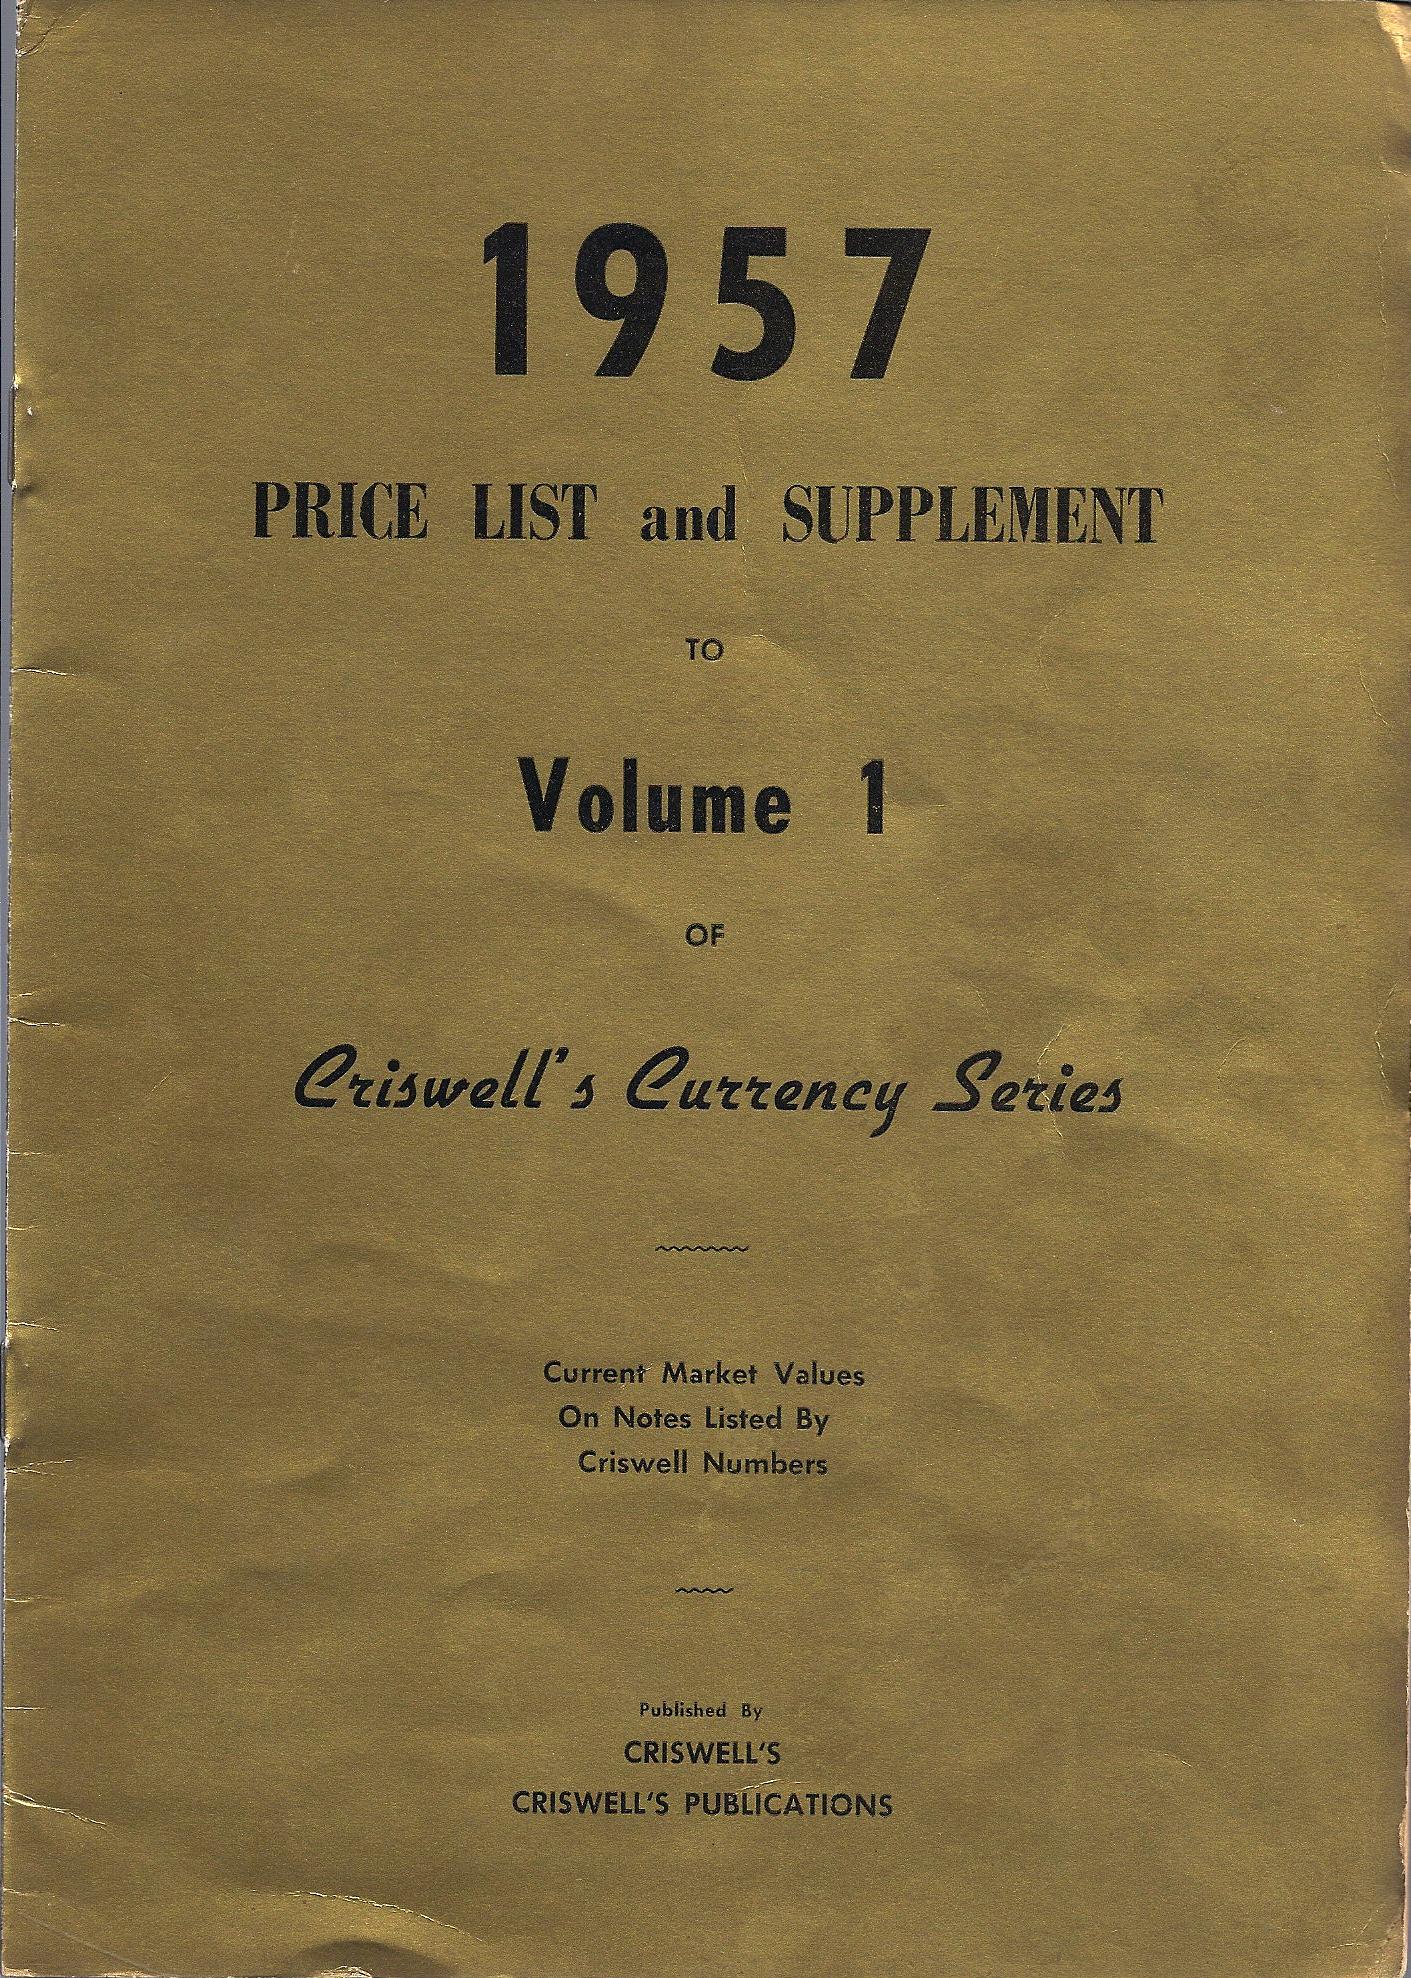 1957
PRICE LIST and SUPPLEMENT
TO
Volume 1
OF
Criswell's Currency Series
Current Market Values
On Notes Listed By
Criswell Numbers
Published By
CRISWELL'S
CRISWELL'S PUBLICATIONS